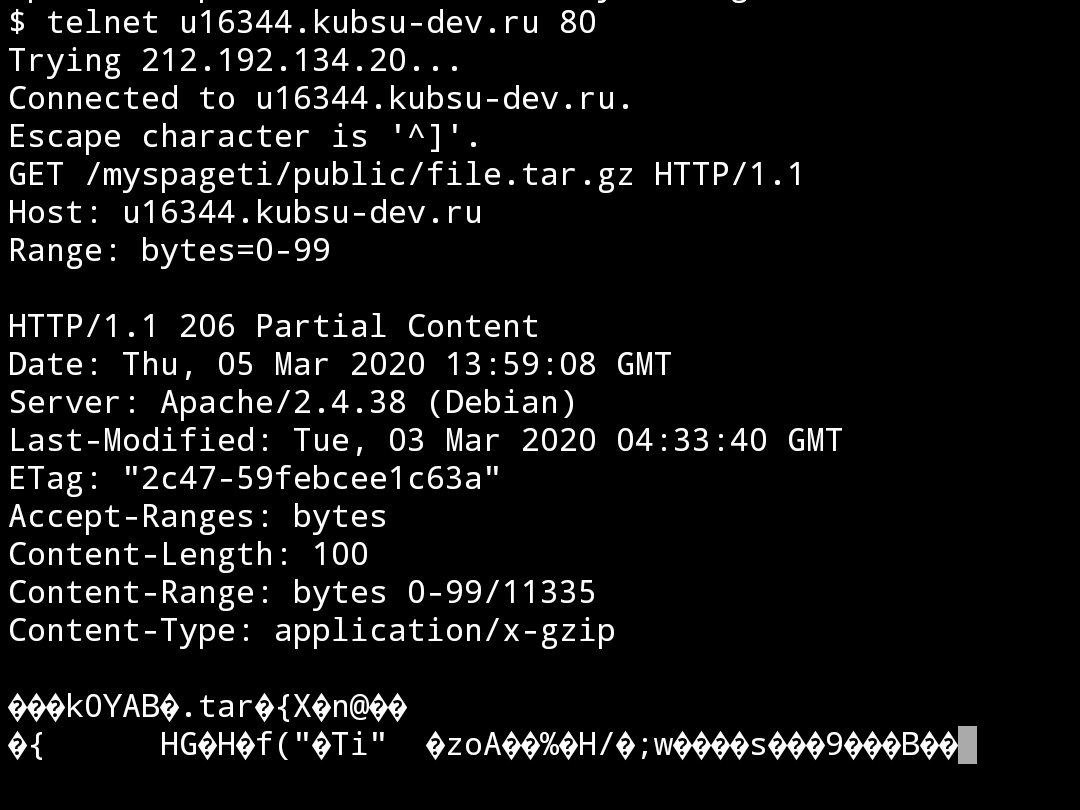 $ telnet u16344.kubsu-dev.ru 80
Trying 212.192.134.20...
Connected to u16344.kubsu-dev.ru.
Escape character is '^]'.
GET /myspageti/public/file.tar.gz HTTP/1.1
Host: u16344.kubsu-dev.ru
Range: bytes=0-99
HTTP/1.1 206 Partial Content
Date: Thu, 05 Mar 2020 13:59:08 GMT
Server: Apache/2.4.38 (Debian)
Last-Modified: Tue, 03 Mar 2020 04:33:40 GMT
ETag: "2c47-59febcee1c63a"
Accept-Ranges: bytes
Content-Length: 100
Content-Range: bytes 0-99/11335
Content-Type: application/x-gzip
���kOYAB�.tar�{X�n@��
�{      HG�H�f("�Ti"  �zoA��%�H/�;w����s���9���B��